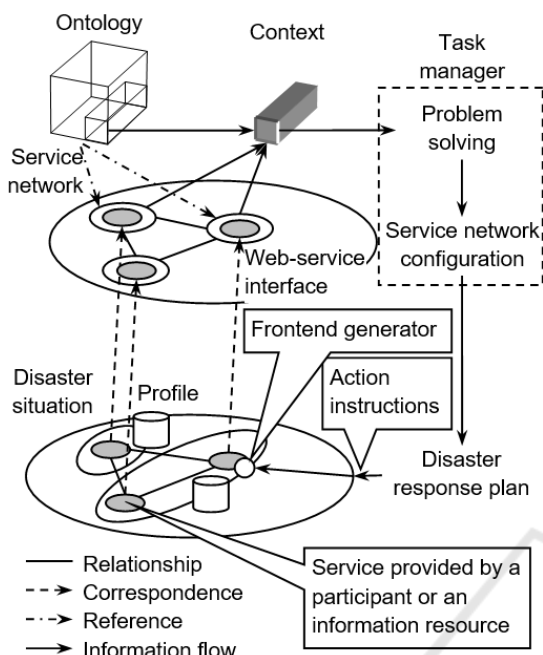 Ontology
Context
Task
manager
Problem
solving
Service
network
Service network
configuration
Web-service
interface
Frontend generator
Disaster
situation
Profile
Action
instructions
Disaster
response plan
Relationship
Correspondence
Reference
Information flow
Service provided by a
participant or an
information resource